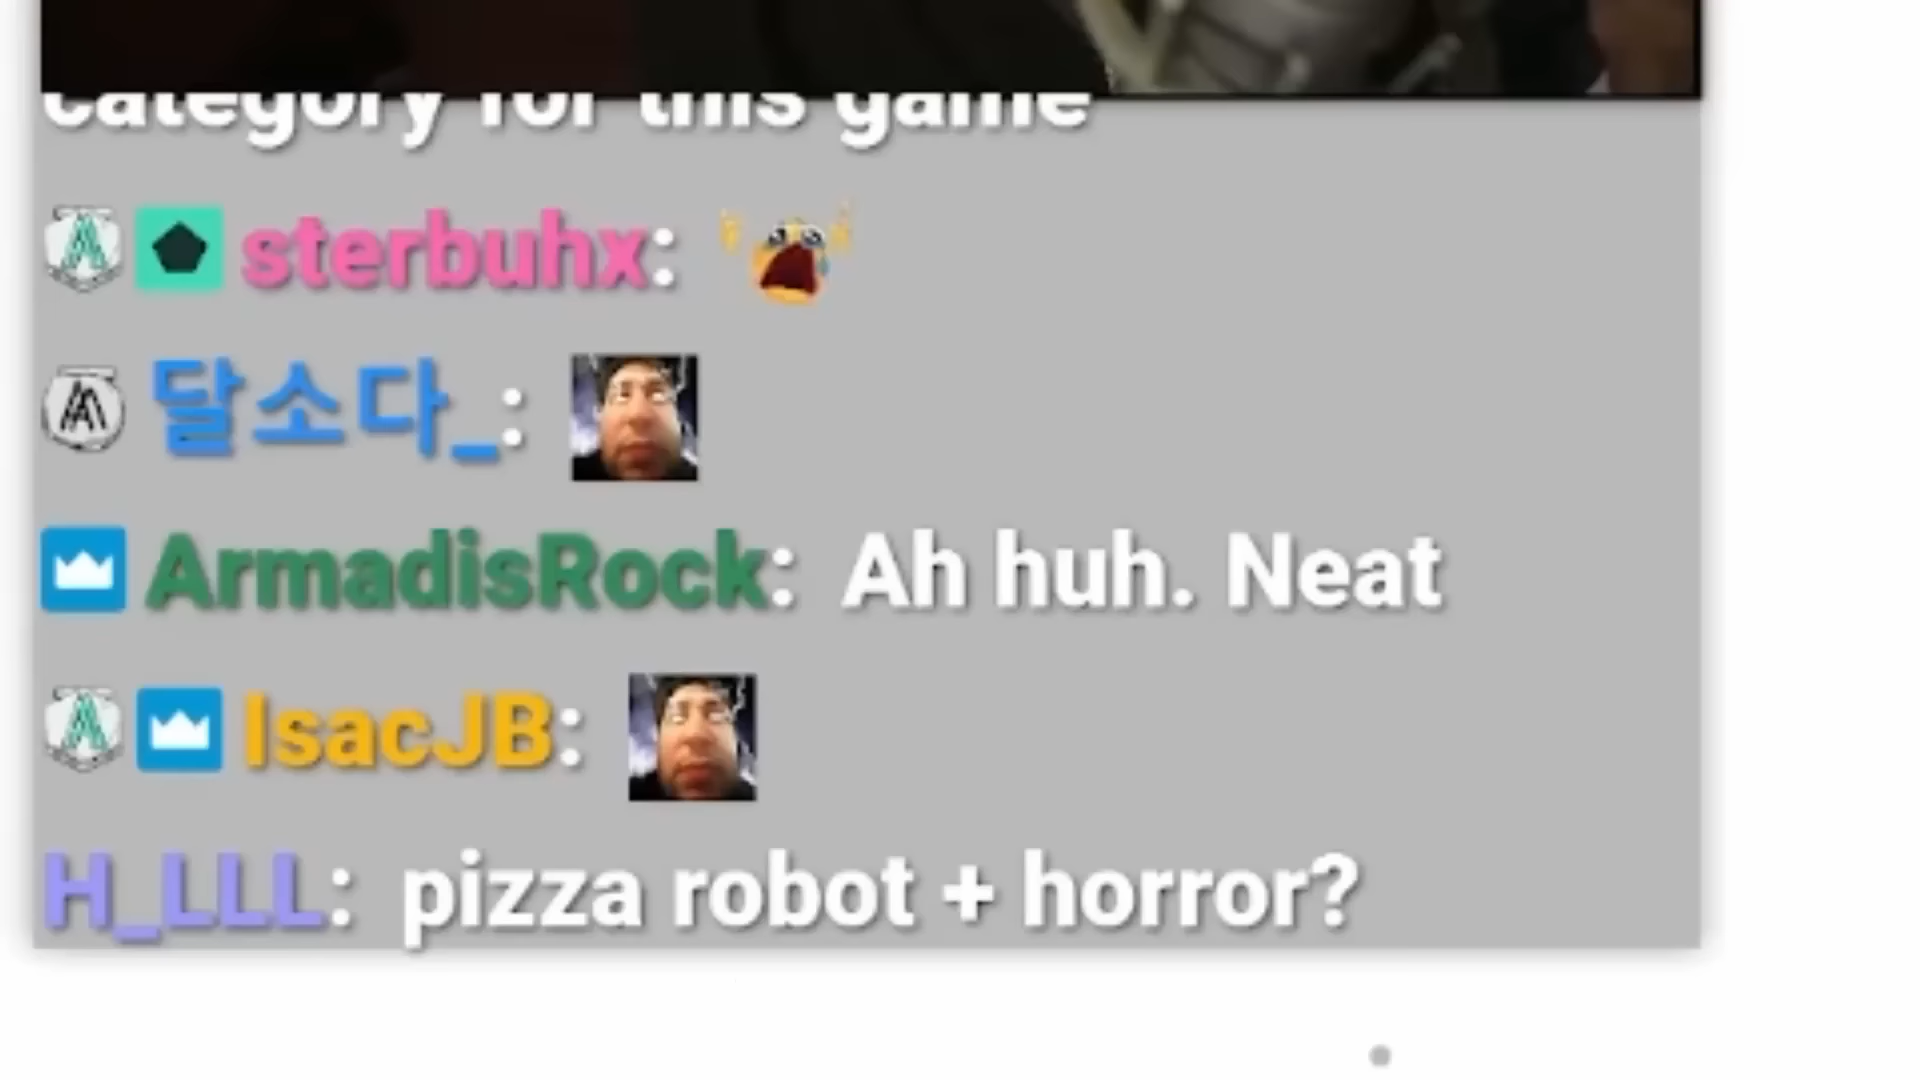 category for this game
sterbuhx:
달소다_:
ArmadisRock: Ah huh. Neat
IsacJB:
H_LLL: pizza robot + horror?